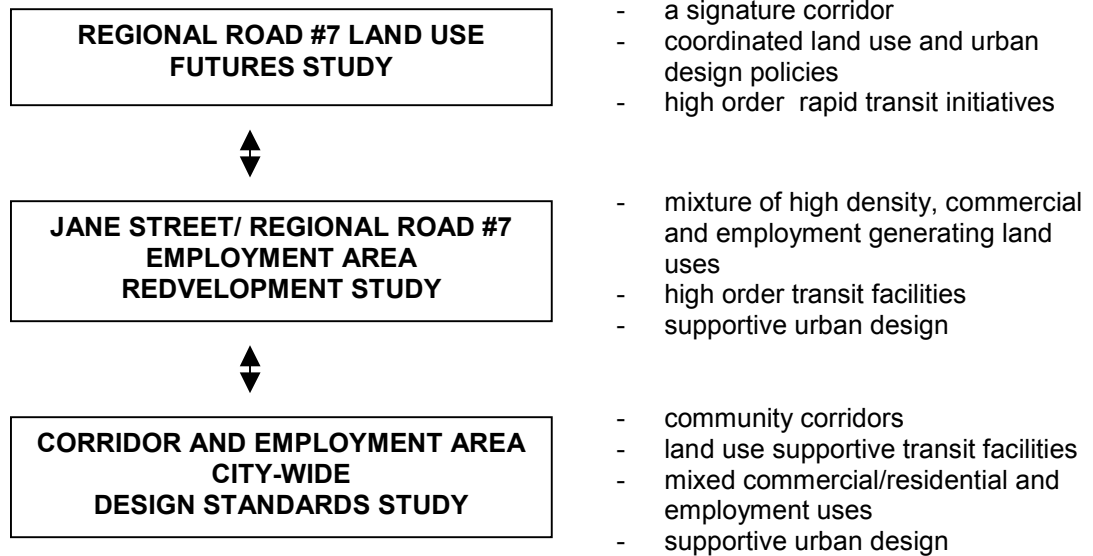 REGIONAL ROAD #7 LAND USE
FUTURES STUDY
- a signature corridor
- coordinated land use and urban
design policies
- high order rapid transit initiatives
JANE STREET/ REGIONAL ROAD #7
EMPLOYMENT AREA
REDVELOPMENT STUDY
- mixture of high density, commercial
and employment generating land
uses
- high order transit facilities
- supportive urban design
CORRIDOR AND EMPLOYMENT AREA
CITY-WIDE
DESIGN STANDARDS STUDY
- community corridors
- land use supportive transit facilities
- mixed commercial/residential and
employment uses
- supportive urban design